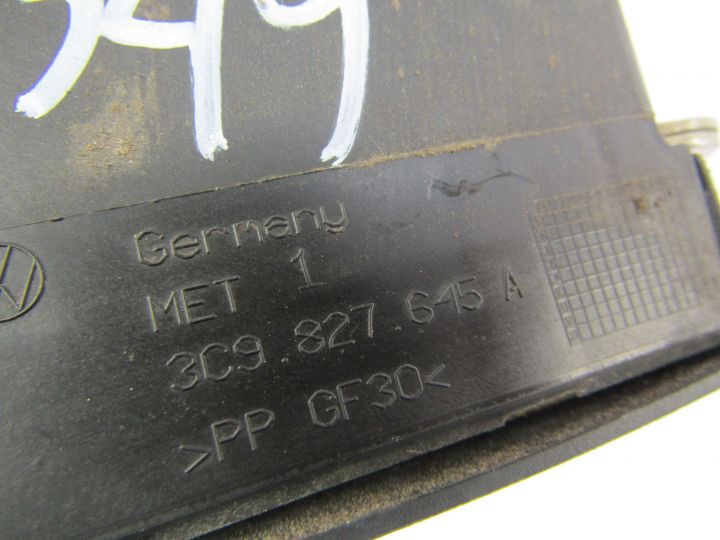 Germany
MET 1
3C9 827 645 A
>PP GF30<